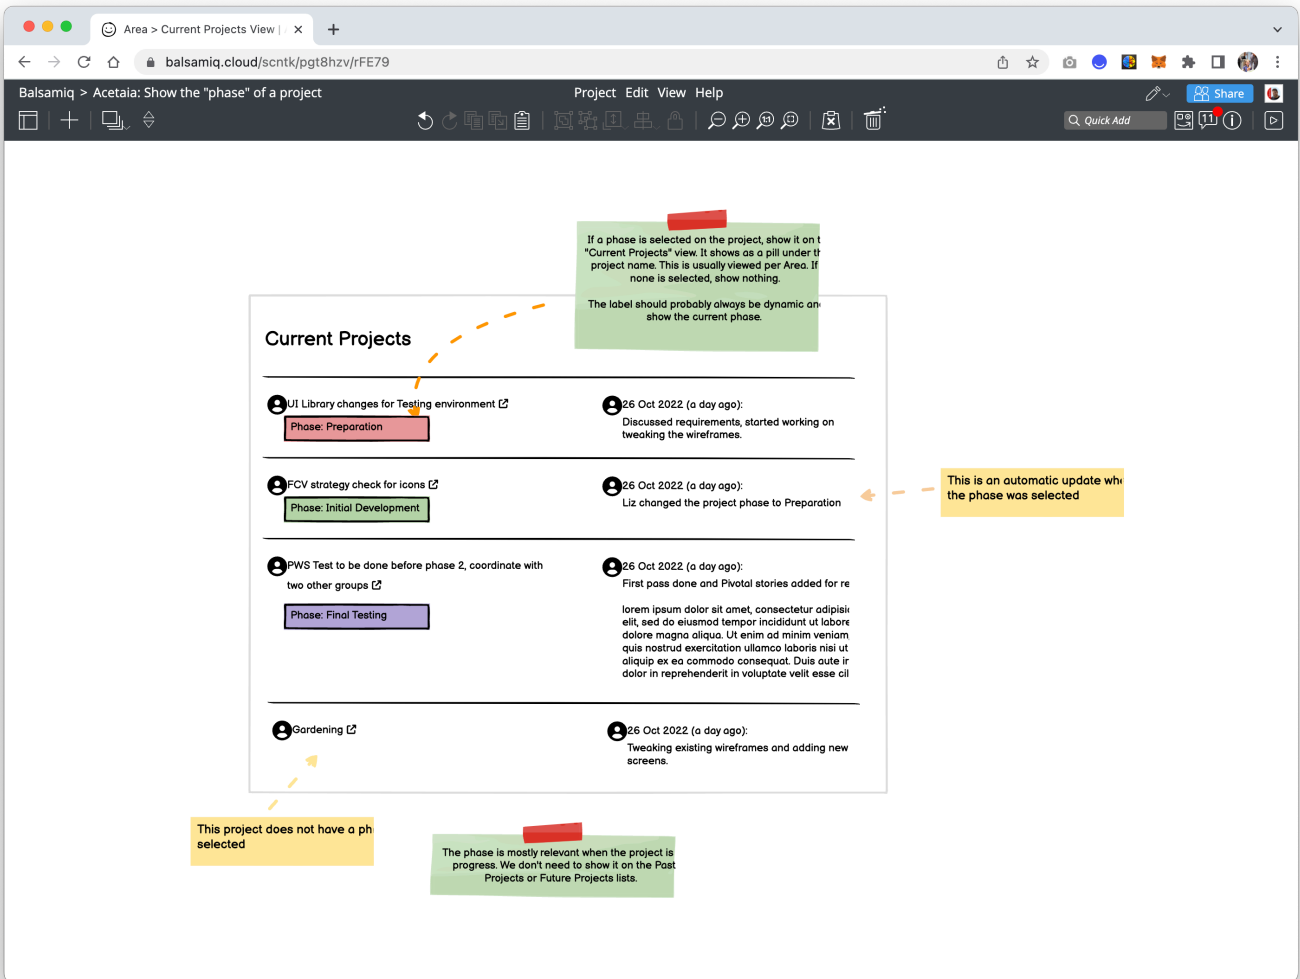 Area > Current Projects View |
balsamiq.cloud/scntk/pgt8hzv/rFE79
Balsamiq > Acetaia: Show the "phase" of a project
Project Edit View Help
Share
Quick Add
11
1:1
If a phase is selected on the project, show it on
"Current Projects" view. It shows as a pill under
project name. This is usually viewed per Area. If
none is selected, show nothing.
The label should probably always be dynamic
show the current phase.
Current Projects
UI Library changes for Testing environment
Phase: Preparation
26 Oct 2022 (a day ago):
Discussed requirements, started working on
tweaking the wireframes.
FCV strategy check for icons
Phase: Initial Development
26 Oct 2022 (a day ago):
Liz changed the project phase to Preparation
This is an automatic update
the phase was selected
PWS Test to be done before phase 2, coordinate with
two other groups
Phase: Final Testing
26 Oct 2022 (a day ago):
First pass done and Pivotal stories added for
lorem ipsum dolor sit amet, consectetur
elit, sed do eiusmod tempor incididunt ut
dolore magna aliqua. Ut enim ad minim veniam
quis nostrud exercitation ullamco laboris nisi ut
aliquip ex ea commodo consequat. Duis aute
dolor in reprehenderit in voluptate velit esse
Gardening
26 Oct 2022 (a day ago):
Tweaking existing wireframes and adding new
screens.
This project does not have a
selected
The phase is mostly relevant when the project is
progress. We don't need to show it on the Past
Projects or Future Projects lists.